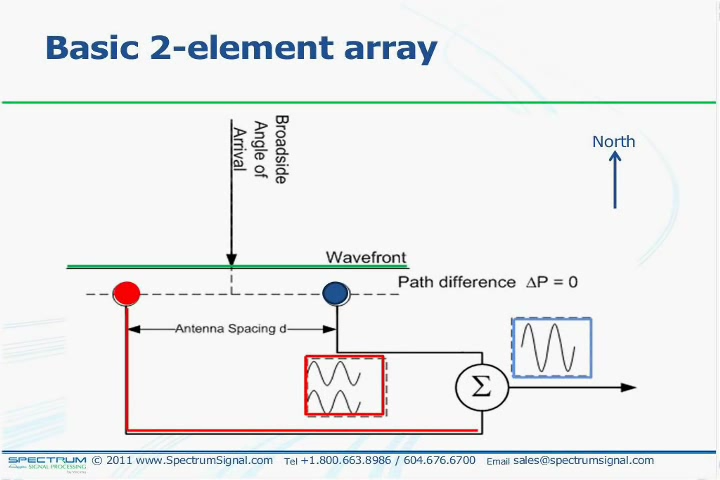 Basic 2-element array
Broadside
Angle of
Arrival
North
Wavefront
Path difference ΔP = 0
Antenna Spacing d
Σ
SPECTRUM
SIGNAL PROCESSING
© 2011 www.SpectrumSignal.com Tel +1.800.663.8986 / 604.676.6700 Email sales@spectrumsignal.com